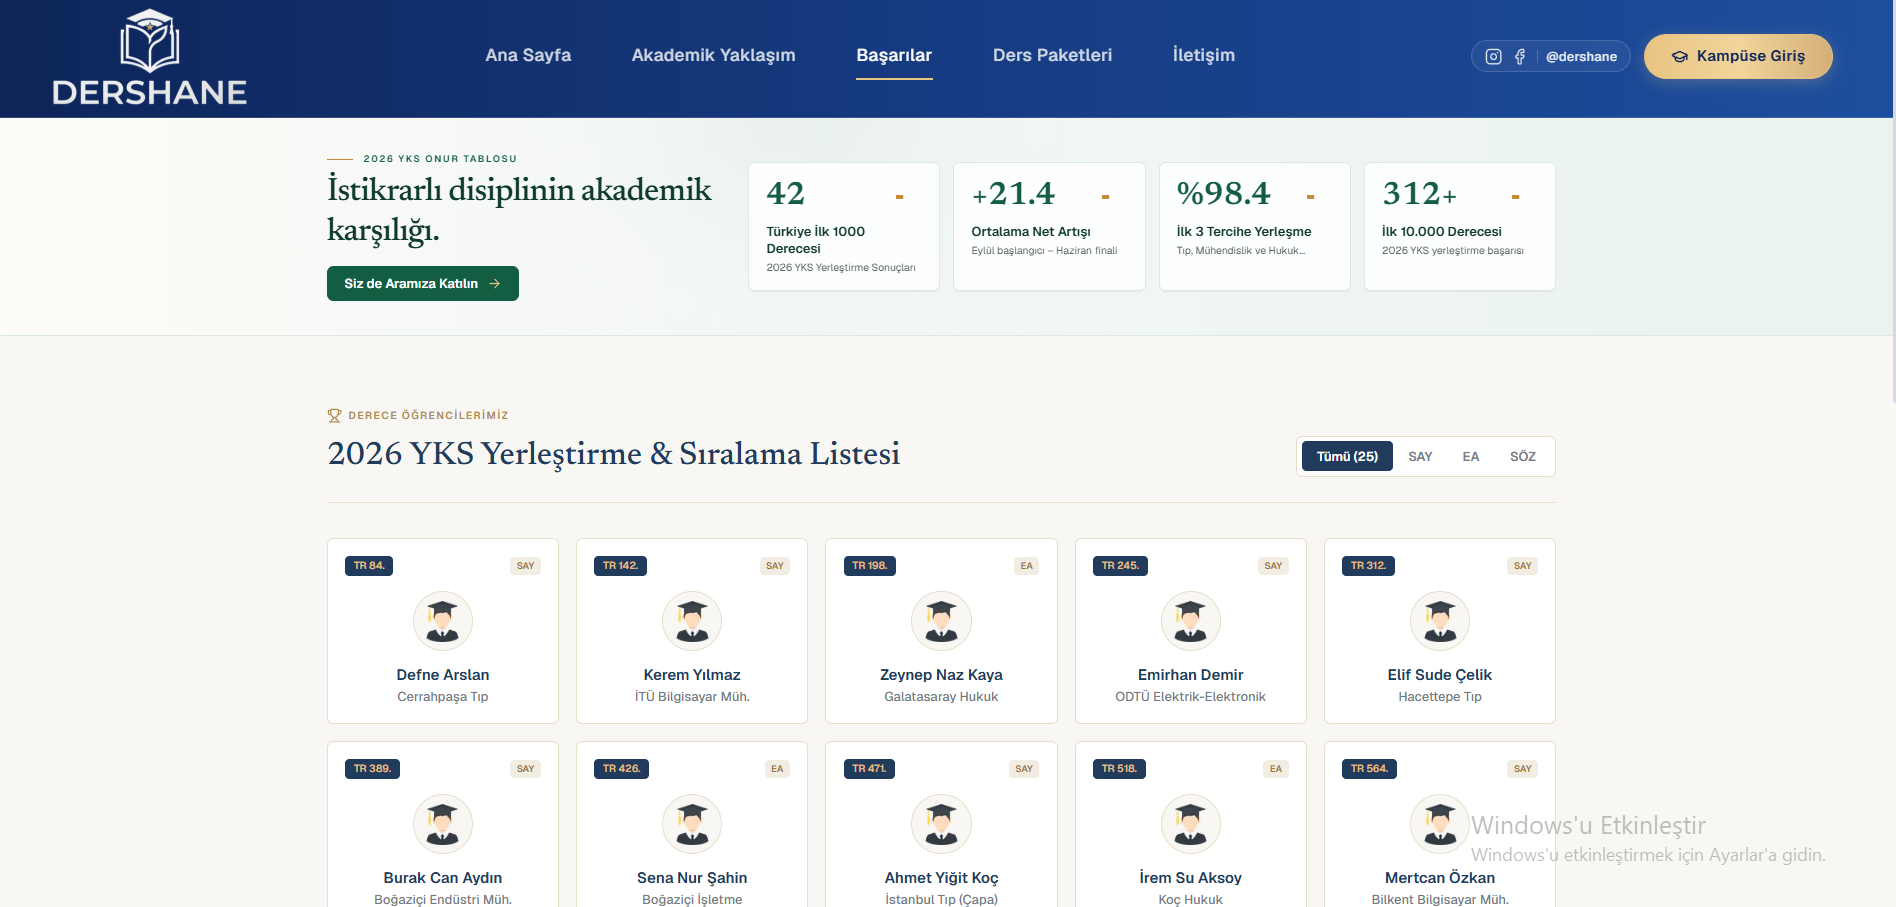 DERSHANE
Ana Sayfa
Akademik Yaklaşım
Başarılar
Ders Paketleri
İletişim
@dershane
Kampüse Giriş
2026 YKS ONUR TABLOSU
İstikrarlı disiplinin akademik
karşılığı.
Siz de Aramıza Katılın
42
Türkiye İlk 1000
Derecesi
2026 YKS Yerleştirme Sonuçları
+21.4
Ortalama Net Artışı
Eylül başlangıcı – Haziran finali
%98.4
İlk 3 Tercihe Yerleşme
Tıp, Mühendislik ve Hukuk...
312+
İlk 10.000 Derecesi
2026 YKS yerleştirme başarısı
DERECE ÖĞRENCİLERİMİZ
2026 YKS Yerleştirme & Sıralama Listesi
Tümü (25)
SAY
EA
SÖZ
TR 84.
SAY
Defne Arslan
Cerrahpaşa Tıp
TR 142.
SAY
Kerem Yılmaz
İTÜ Bilgisayar Müh.
TR 198.
EA
Zeynep Naz Kaya
Galatasaray Hukuk
TR 245.
SAY
Emirhan Demir
ODTÜ Elektrik-Elektronik
TR 312.
SAY
Elif Sude Çelik
Hacettepe Tıp
TR 389.
SAY
Burak Can Aydın
Boğaziçi Endüstri Müh.
TR 426.
EA
Sena Nur Şahin
Boğaziçi İşletme
TR 471.
SAY
Ahmet Yiğit Koç
İstanbul Tıp (Çapa)
TR 518.
EA
İrem Su Aksoy
Koç Hukuk
TR 564.
SAY
Mertcan Özkan
Bilkent Bilgisayar Müh.
Windows'u Etkinleştir
Windows'u etkinleştirmek için Ayarlar'a gidin.